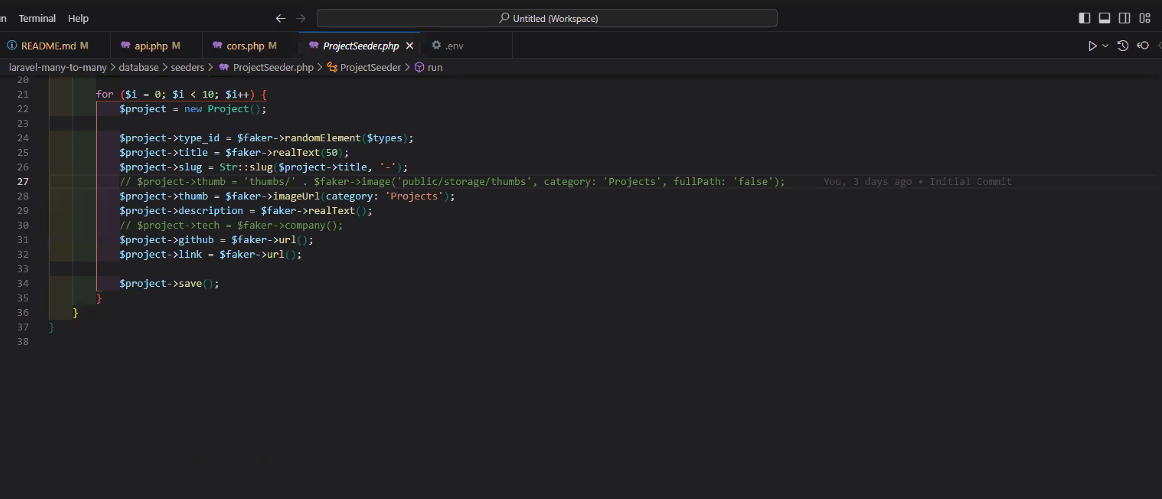 n Terminal Help Untitled (Workspace)
README.md M api.php M cors.php M ProjectSeeder.php .env
laravel-many-to-many > database > seeders > ProjectSeeder.php > ProjectSeeder > run
20
21 for ($i = 0; $i < 10; $i++) {
22 $project = new Project();
23
24 $project->type_id = $faker->randomElement($types);
25 $project->title = $faker->realText(50);
26 $project->slug = Str::slug($project->title, '-');
27 // $project->thumb = 'thumbs/' . $faker->image('public/storage/thumbs', category: 'Projects', fullPath: 'false'); You, 3 days ago • Initial Commit
28 $project->thumb = $faker->imageUrl(category: 'Projects');
29 $project->description = $faker->realText();
30 // $project->tech = $faker->company();
31 $project->github = $faker->url();
32 $project->link = $faker->url();
33
34 $project->save();
35 }
36 }
37 }
38